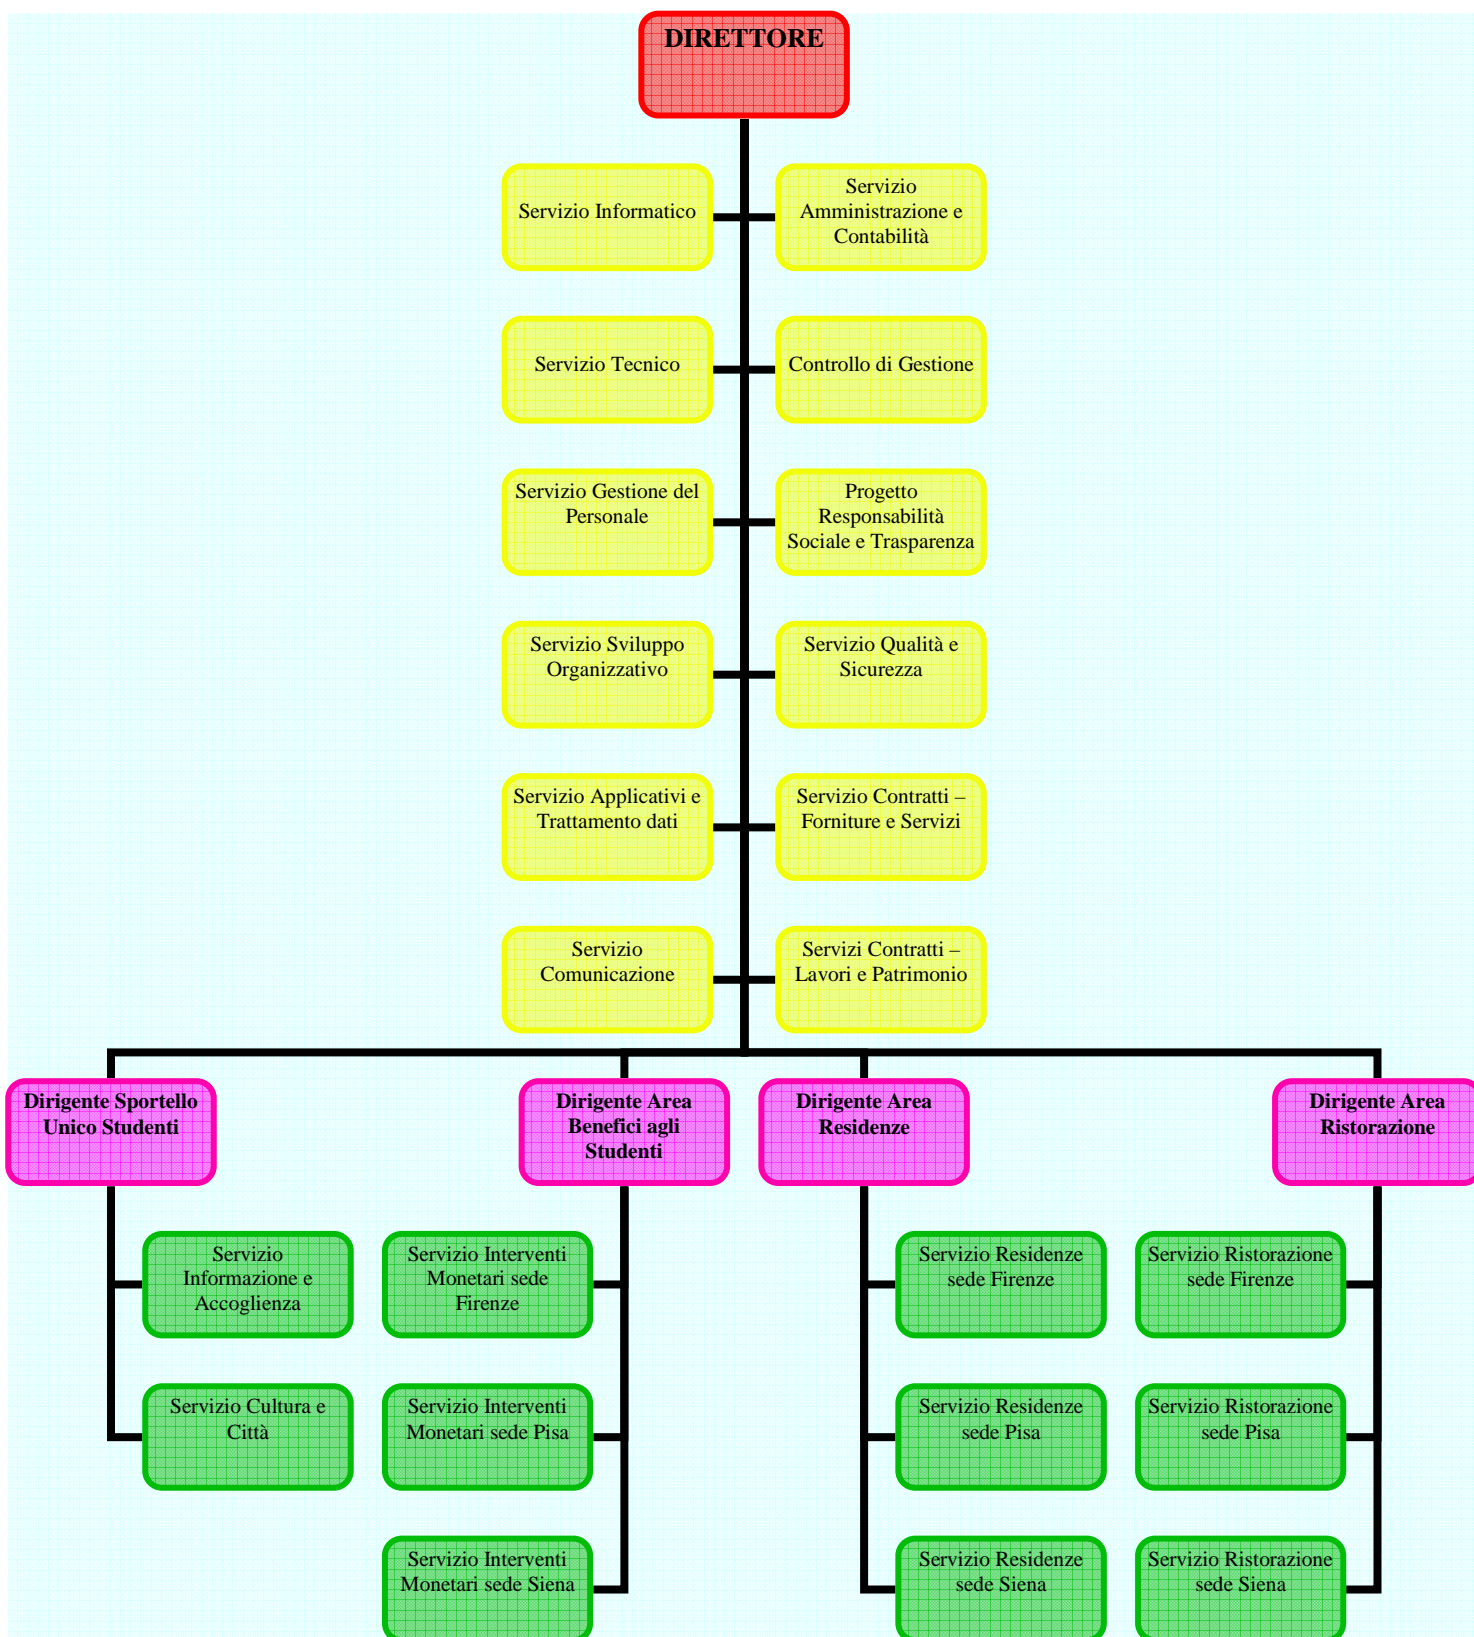 DIRETTORE
Servizio Informatico
Servizio
Amministrazione e
Contabilità
Servizio Tecnico
Controllo di Gestione
Servizio Gestione del
Personale
Progetto
Responsabilità
Sociale e Trasparenza
Servizio Sviluppo
Organizzativo
Servizio Qualità e
Sicurezza
Servizio Applicativi e
Trattamento dati
Servizio Contratti –
Forniture e Servizi
Servizio
Comunicazione
Servizi Contratti –
Lavori e Patrimonio
Dirigente Sportello
Unico Studenti
Dirigente Area
Benefici agli
Studenti
Dirigente Area
Residenze
Dirigente Area
Ristorazione
Servizio
Informazione e
Accoglienza
Servizio Interventi
Monetari sede
Firenze
Servizio Residenze
sede Firenze
Servizio Ristorazione
sede Firenze
Servizio Cultura e
Città
Servizio Interventi
Monetari sede Pisa
Servizio Residenze
sede Pisa
Servizio Ristorazione
sede Pisa
Servizio Interventi
Monetari sede Siena
Servizio Residenze
sede Siena
Servizio Ristorazione
sede Siena